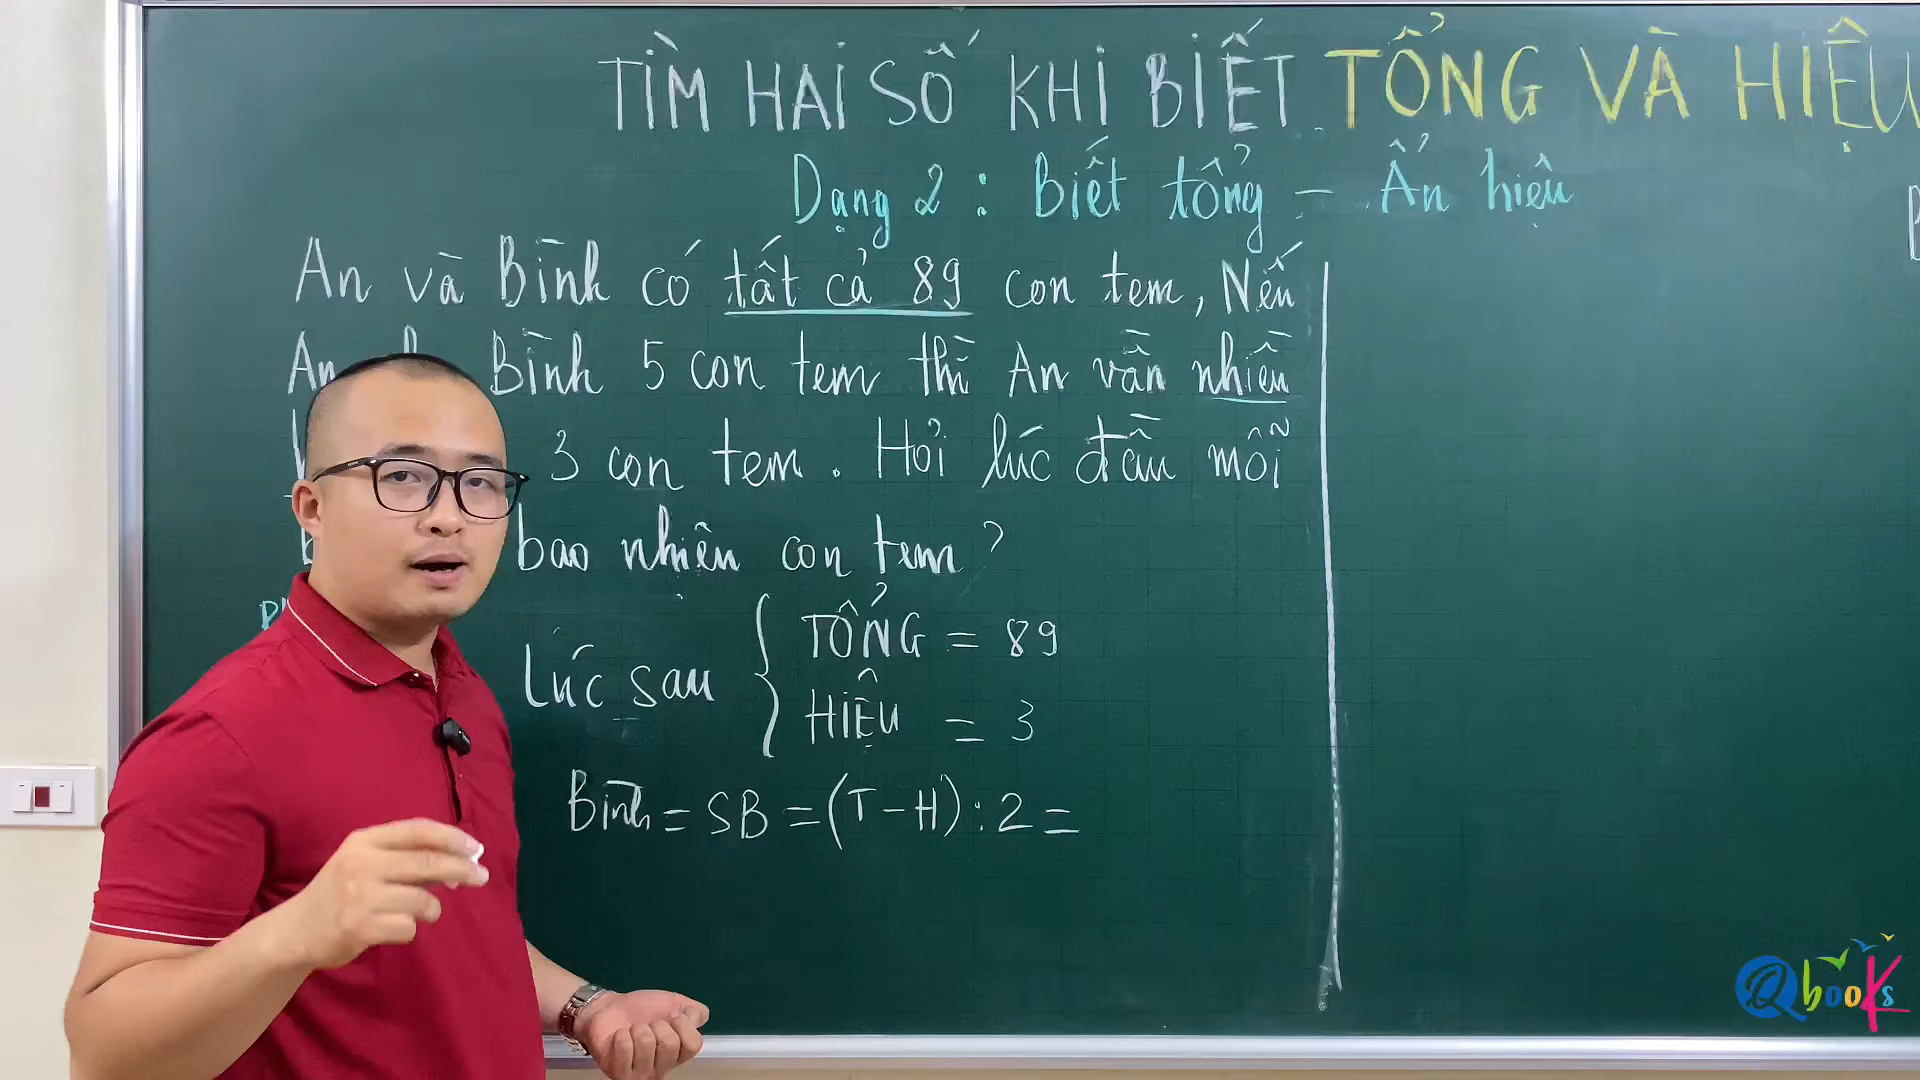 TÌM HAI SỐ KHI BIẾT TỔNG VÀ HIỆU
Dạng 2 : Biết tổng - Ẩn hiệu
An và Bình có tất cả 89 con tem, Nếu
An Bình 5 con tem thì An vẫn nhiều
3 con tem. Hỏi lúc đầu mỗi
bao nhiêu con tem?
Lúc sau { TỔNG = 89
HIỆU = 3
Bình = SB = (T - H) : 2 =
Qbooks